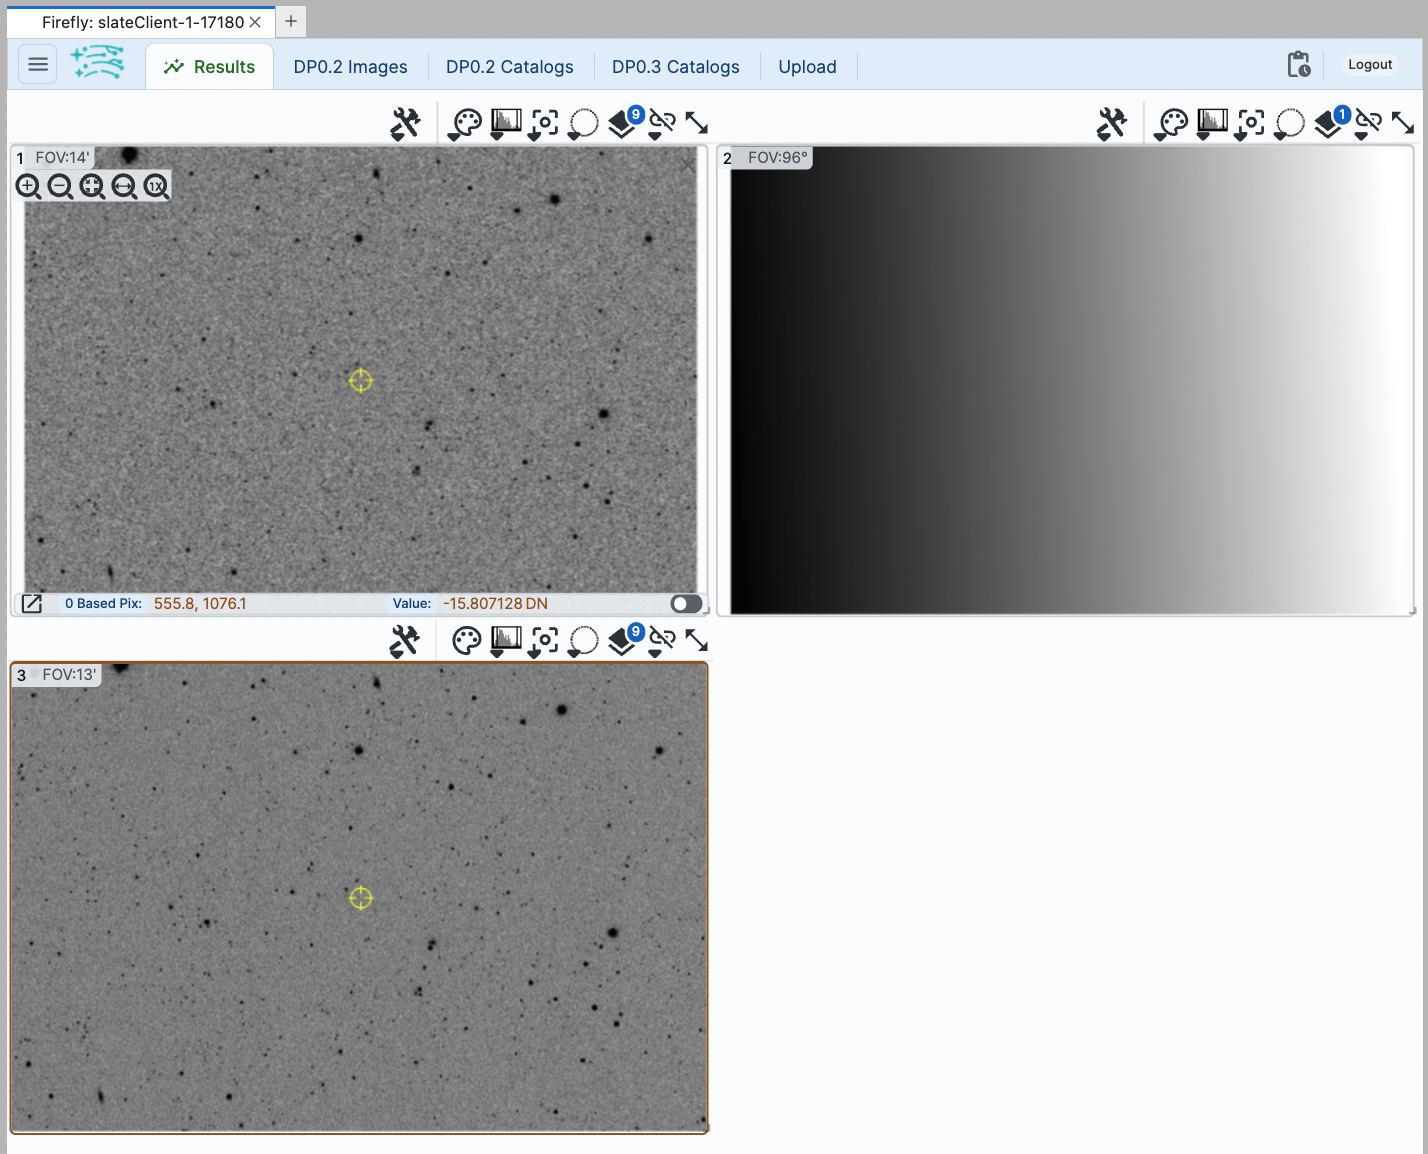 Firefly: slateClient-1-17180
Results
DP0.2 Images
DP0.2 Catalogs
DP0.3 Catalogs
Upload
Logout
9
1
1 FOV:14'
1X
2 FOV:96°
0 Based Pix: 555.8, 1076.1 Value: -15.807128 DN
9
3 FOV:13'